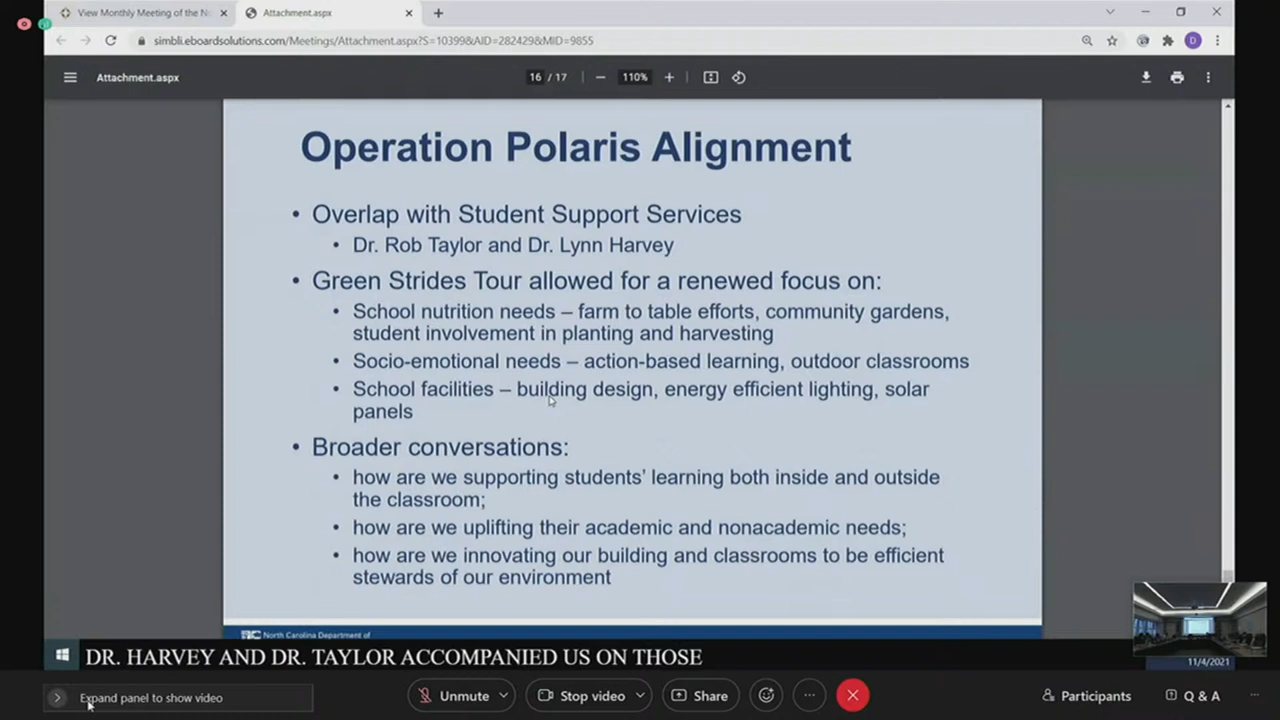 View Monthly Meeting of the N
Attachment.aspx
simbli.eboardsolutions.com/Meetings/Attachment.aspx?S=10399&AID=282429&MID=9855
D
Attachment.aspx
16 / 17
110%
Operation Polaris Alignment
• Overlap with Student Support Services
• Dr. Rob Taylor and Dr. Lynn Harvey
• Green Strides Tour allowed for a renewed focus on:
• School nutrition needs – farm to table efforts, community gardens,
student involvement in planting and harvesting
• Socio-emotional needs – action-based learning, outdoor classrooms
• School facilities – building design, energy efficient lighting, solar
panels
• Broader conversations:
• how are we supporting students’ learning both inside and outside
the classroom;
• how are we uplifting their academic and nonacademic needs;
• how are we innovating our building and classrooms to be efficient
stewards of our environment
North Carolina Department of
DR. HARVEY AND DR. TAYLOR ACCOMPANIED US ON THOSE
11/4/2021
Expand panel to show video
Unmute
Stop video
Share
Participants
Q & A